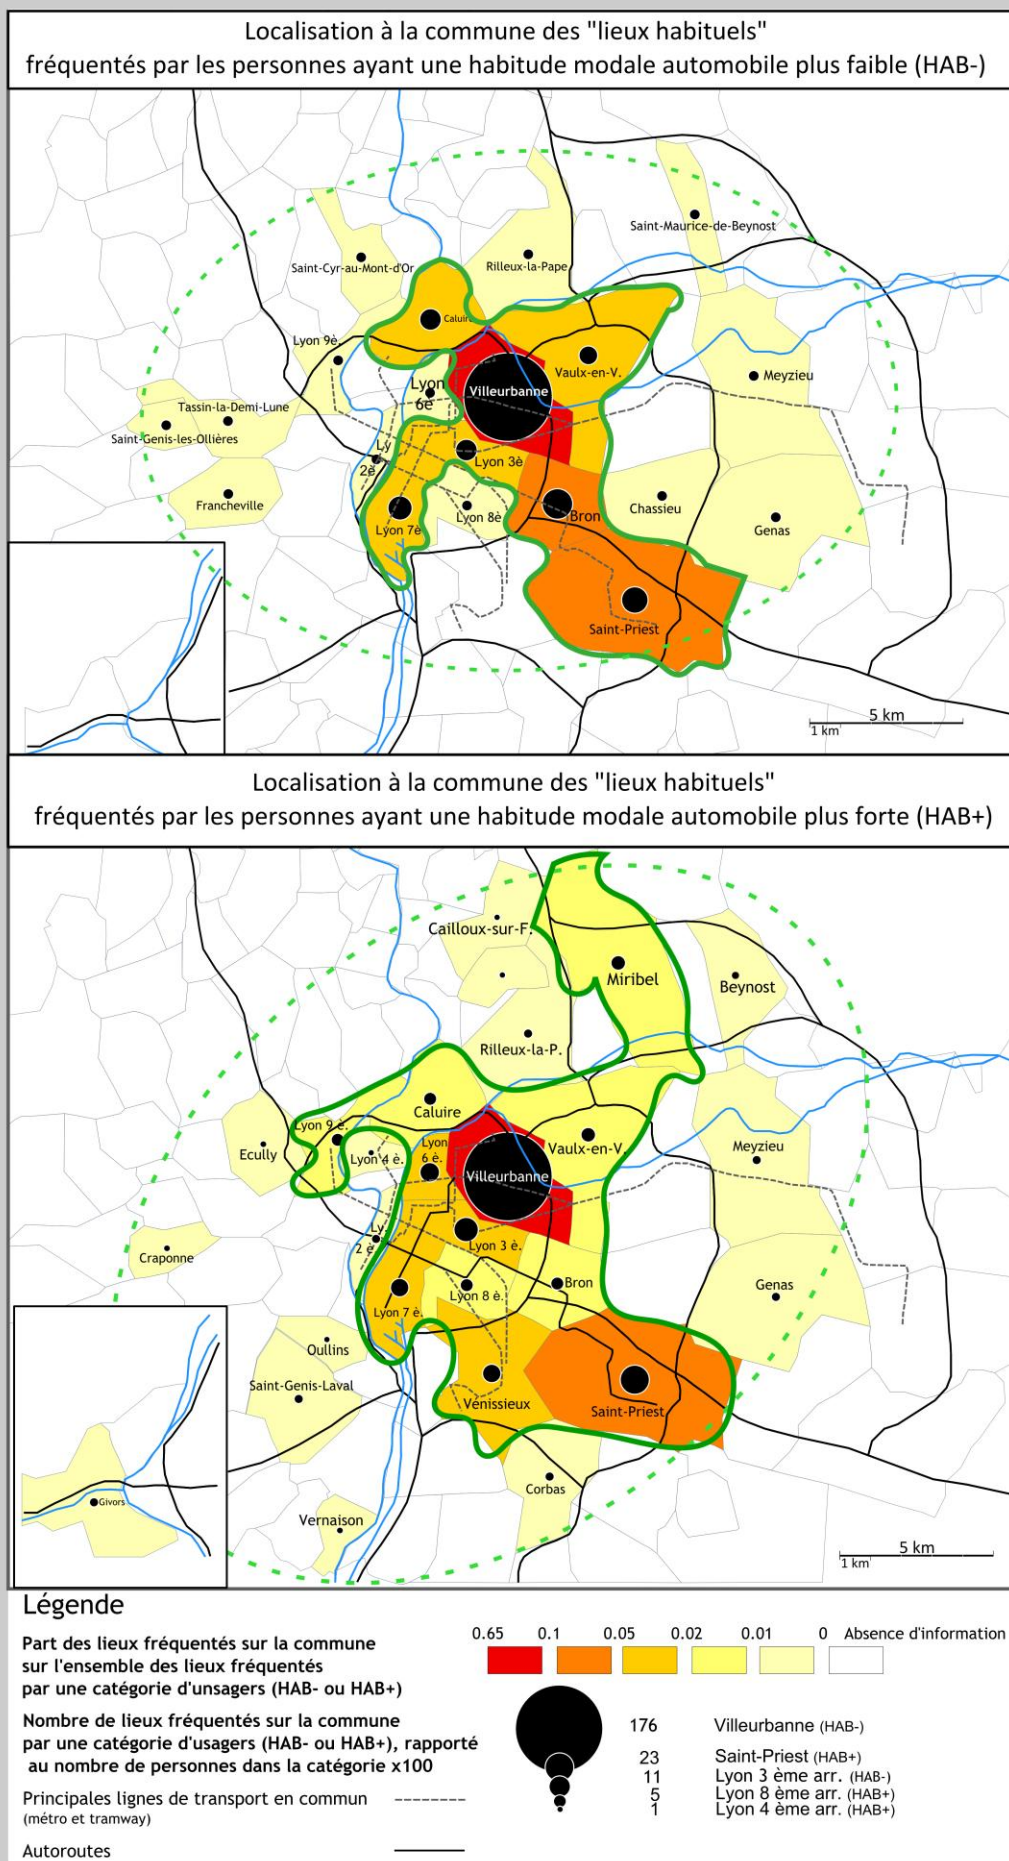 Localisation à la commune des "lieux habituels"
fréquentés par les personnes ayant une habitude modale automobile plus faible (HAB-)
Saint-Maurice-de-Beynost
Saint-Cyr-au-Mont-d'Or
Rilleux-la-Pape
Caluire
Lyon 9è.
Vaulx-en-V.
Meyzieu
Lyon
6è
Villeurbanne
Tassin-la-Demi-Lune
Saint-Genis-les-Ollières
Ly
2è
Lyon 3è
Francheville
Chassieu
Lyon 8è
Bron
Lyon 7è
Genas
Saint-Priest
5 km
1 km
Localisation à la commune des "lieux habituels"
fréquentés par les personnes ayant une habitude modale automobile plus forte (HAB+)
Cailloux-sur-F.
Miribel
Beynost
Rilleux-la-P.
Caluire
Lyon 9 è.
Lyon
6 è.
Vaulx-en-V.
Meyzieu
Ecully
Lyon 4 è.
Villeurbanne
Ly.
2 è.
Lyon 3 è.
Craponne
Bron
Genas
Lyon 8 è.
Lyon 7 è.
Oullins
Saint-Genis-Laval
Vénissieux
Saint-Priest
Corbas
Givors
Vernaison
5 km
1 km
Légende
Part des lieux fréquentés sur la commune
sur l'ensemble des lieux fréquentés
par une catégorie d'unsagers (HAB- ou HAB+)
0.65 0.1 0.05 0.02 0.01 0 Absence d'information
Nombre de lieux fréquentés sur la commune
par une catégorie d'usagers (HAB- ou HAB+), rapporté
au nombre de personnes dans la catégorie x100
176 Villeurbanne (HAB-)
23 Saint-Priest (HAB+)
11 Lyon 3 ème arr. (HAB-)
5 Lyon 8 ème arr. (HAB+)
1 Lyon 4 ème arr. (HAB+)
Principales lignes de transport en commun
(métro et tramway)
Autoroutes